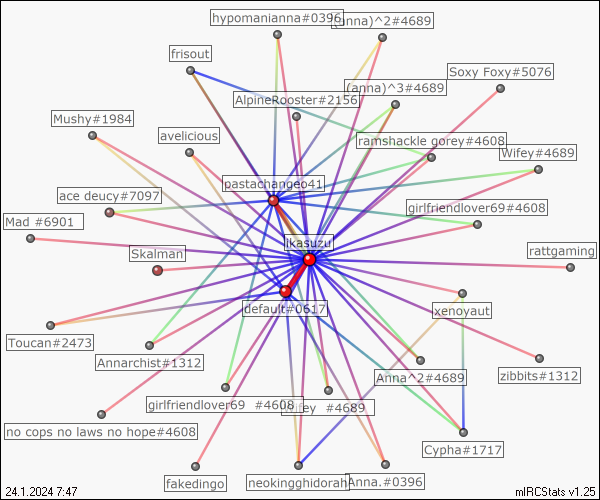 hypomanianna#0396
(anna)^2#4689
frisout
Soxy Foxy#5076
(anna)^3#4689
AlpineRooster#2156
Mushy#1984
avelicious
ramshackle gorey#4608
Wifey#4689
pastachangeo41
ace deucy#7097
girlfriendlover69#4608
Mad #6901
ikasuzu
Skalman
rattgaming
default#0617
xenoyaut
Toucan#2473
Annarchist#1312
Anna^2#4689
zibbits#1312
girlfriendlover69 #4608
#4689
no cops no laws no hope#4608
Cypha#1717
fakedingo
neokingghidorah
Anna.#0396
24.1.2024 7:47
mIRCStats v1.25